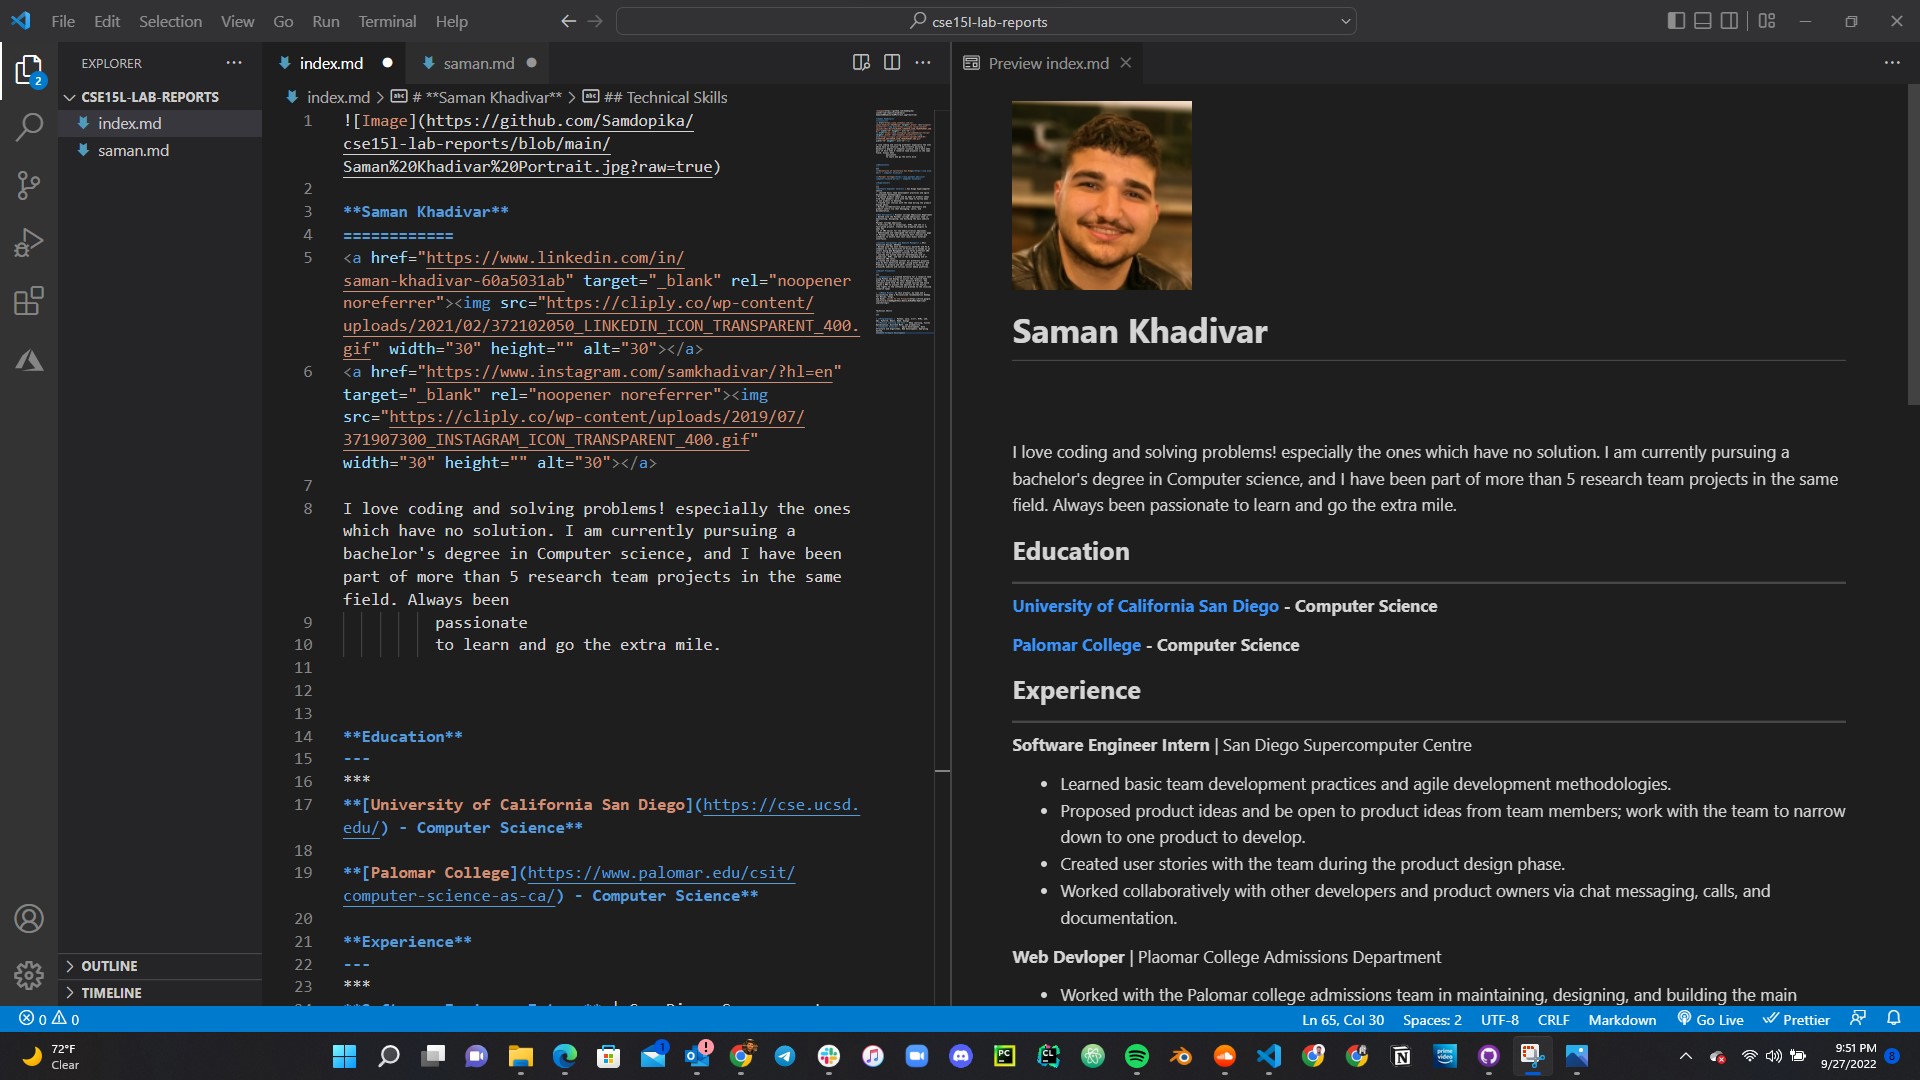 File Edit Selection View Go Run Terminal Help
cse15l-lab-reports
EXPLORER
CSE15L-LAB-REPORTS
index.md
saman.md
OUTLINE
TIMELINE
2
index.md
saman.md
index.md > # **Saman Khadivar** > ## Technical Skills
1 ![Image](https://github.com/Samdopika/
cse15l-lab-reports/blob/main/
Saman%20Khadivar%20Portrait.jpg?raw=true)
2
3 **Saman Khadivar**
4 ============
5 <a href="https://www.linkedin.com/in/
saman-khadivar-60a5031ab" target="_blank" rel="noopener
noreferrer"><img src="https://cliply.co/wp-content/
uploads/2021/02/372102050_LINKEDIN_ICON_TRANSPARENT_400.
gif" width="30" height="" alt="30"></a>
6 <a href="https://www.instagram.com/samkhadivar/?hl=en"
target="_blank" rel="noopener noreferrer"><img
src="https://cliply.co/wp-content/uploads/2019/07/
371907300_INSTAGRAM_ICON_TRANSPARENT_400.gif"
width="30" height="" alt="30"></a>
7
8 I love coding and solving problems! especially the ones
which have no solution. I am currently pursuing a
bachelor's degree in Computer science, and I have been
part of more than 5 research team projects in the same
field. Always been
9 passionate
10 to learn and go the extra mile.
11
12
13
14 **Education**
15 ---
16 ***
17 **[University of California San Diego](https://cse.ucsd.
edu/) - Computer Science**
18
19 **[Palomar College](https://www.palomar.edu/csit/
computer-science-as-ca/) - Computer Science**
20
21 **Experience**
22 ---
23 ***
Preview index.md
Saman Khadivar
I love coding and solving problems! especially the ones which have no solution. I am currently pursuing a
bachelor's degree in Computer science, and I have been part of more than 5 research team projects in the same
field. Always been passionate to learn and go the extra mile.
Education
University of California San Diego - Computer Science
Palomar College - Computer Science
Experience
Software Engineer Intern | San Diego Supercomputer Centre
Learned basic team development practices and agile development methodologies.
Proposed product ideas and be open to product ideas from team members; work with the team to narrow
down to one product to develop.
Created user stories with the team during the product design phase.
Worked collaboratively with other developers and product owners via chat messaging, calls, and
documentation.
Web Devloper | Plaomar College Admissions Department
Worked with the Palomar college admissions team in maintaining, designing, and building the main
0 0
Ln 65, Col 30 Spaces: 2 UTF-8 CRLF Markdown Go Live Prettier
72°F
Clear
9:51 PM
9/27/2022
8